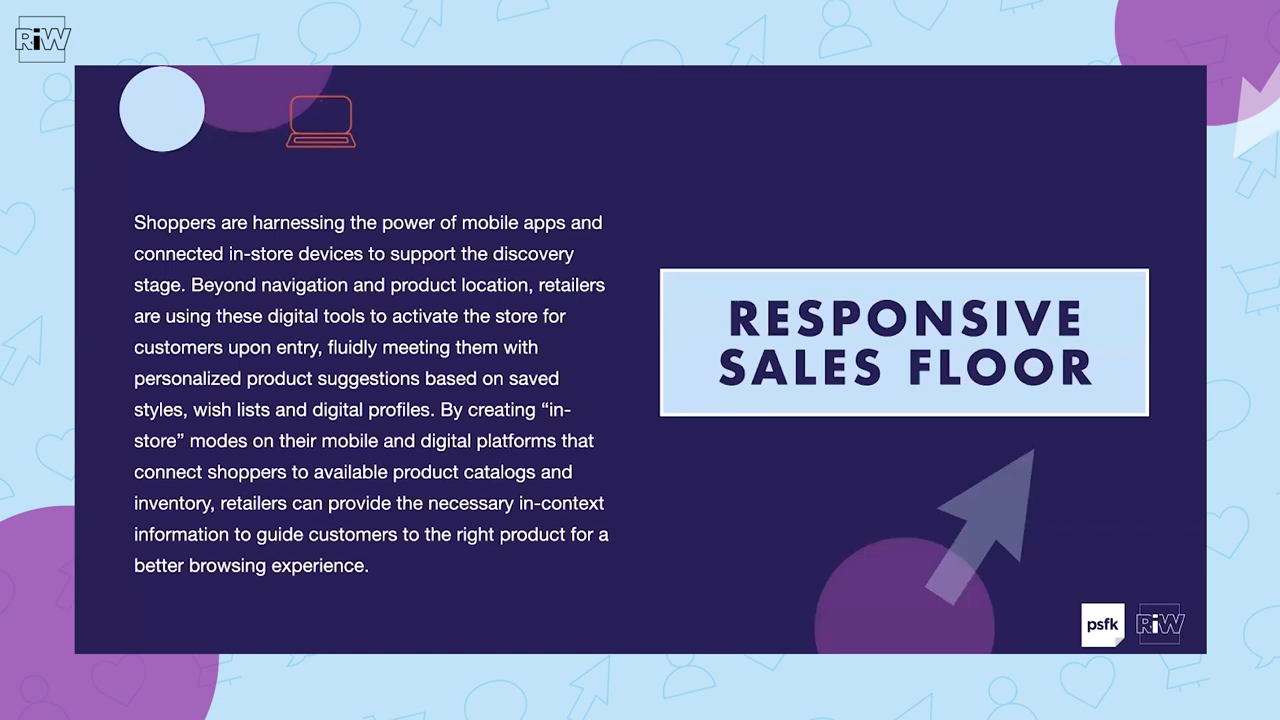 RiW
Shoppers are harnessing the power of mobile apps and
connected in-store devices to support the discovery
stage. Beyond navigation and product location, retailers
are using these digital tools to activate the store for
customers upon entry, fluidly meeting them with
personalized product suggestions based on saved
styles, wish lists and digital profiles. By creating “in-
store” modes on their mobile and digital platforms that
connect shoppers to available product catalogs and
inventory, retailers can provide the necessary in-context
information to guide customers to the right product for a
better browsing experience.
RESPONSIVE
SALES FLOOR
psfk
RiW